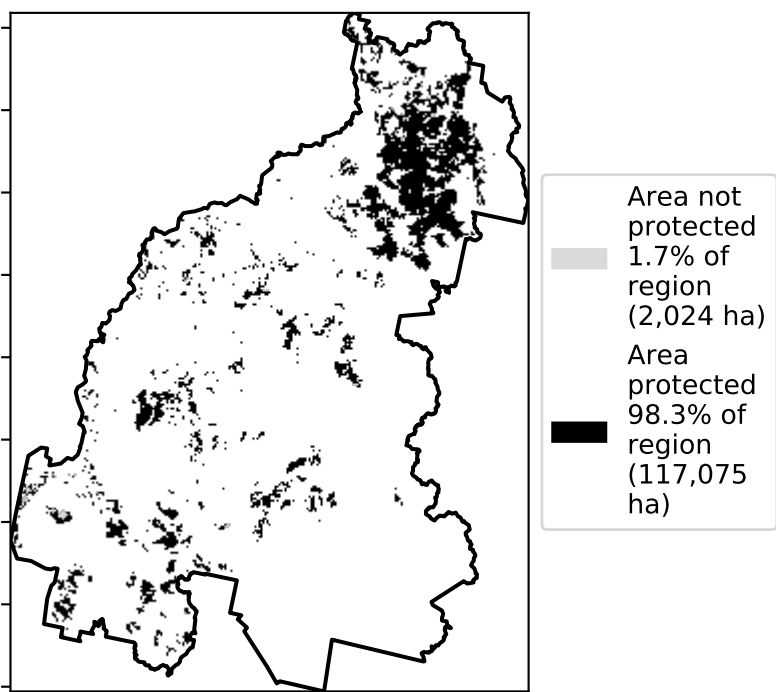 Area not
protected
1.7% of
region
(2,024 ha)
Area
protected
98.3% of
region
(117,075
ha)